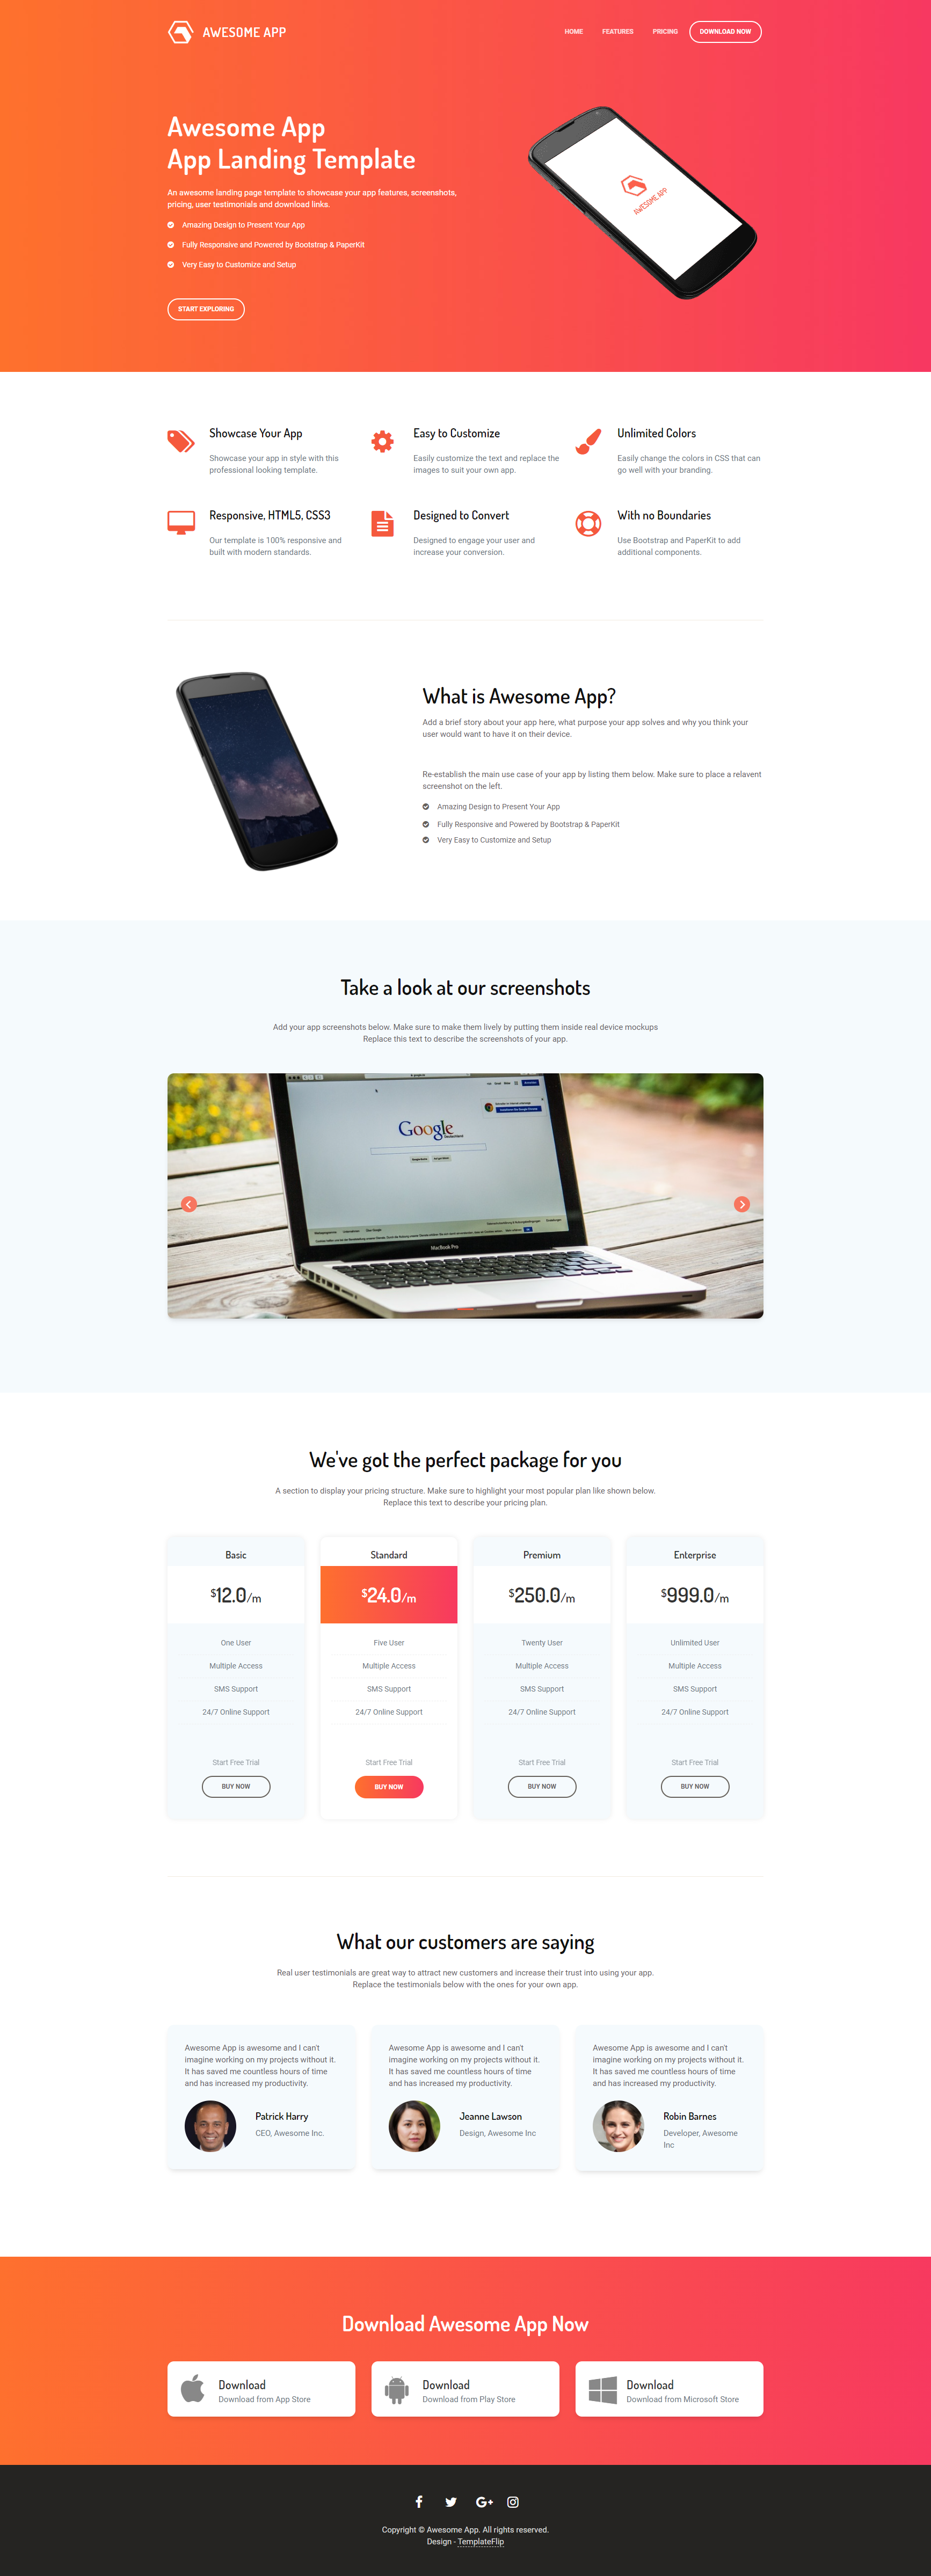 AWESOME APP
HOME
FEATURES
PRICING
DOWNLOAD NOW
Awesome App
App Landing Template
An awesome landing page template to showcase your app features, screenshots,
pricing, user testimonials and download links.
Amazing Design to Present Your App
Fully Responsive and Powered by Bootstrap & PaperKit
Very Easy to Customize and Setup
START EXPLORING
AWESOME APP
Showcase Your App
Showcase your app in style with this
professional looking template.
Easy to Customize
Easily customize the text and replace the
images to suit your own app.
Unlimited Colors
Easily change the colors in CSS that can
go well with your branding.
Responsive, HTML5, CSS3
Our template is 100% responsive and
built with modern standards.
Designed to Convert
Designed to engage your user and
increase your conversion.
With no Boundaries
Use Bootstrap and PaperKit to add
additional components.
What is Awesome App?
Add a brief story about your app here, what purpose your app solves and why you think your
user would want to have it on their device.
Re-establish the main use case of your app by listing them below. Make sure to place a relavent
screenshot on the left.
Amazing Design to Present Your App
Fully Responsive and Powered by Bootstrap & PaperKit
Very Easy to Customize and Setup
Take a look at our screenshots
Add your app screenshots below. Make sure to make them lively by putting them inside real device mockups
Replace this text to describe the screenshots of your app.
Google
MacBook Pro
We've got the perfect package for you
A section to display your pricing structure. Make sure to highlight your most popular plan like shown below.
Replace this text to describe your pricing plan.
Basic
$12.0/m
One User
Multiple Access
SMS Support
24/7 Online Support
Start Free Trial
BUY NOW
Standard
$24.0/m
Five User
Multiple Access
SMS Support
24/7 Online Support
Start Free Trial
BUY NOW
Premium
$250.0/m
Twenty User
Multiple Access
SMS Support
24/7 Online Support
Start Free Trial
BUY NOW
Enterprise
$999.0/m
Unlimited User
Multiple Access
SMS Support
24/7 Online Support
Start Free Trial
BUY NOW
What our customers are saying
Real user testimonials are great way to attract new customers and increase their trust into using your app.
Replace the testimonials below with the ones for your own app.
Awesome App is awesome and I can't
imagine working on my projects without it.
It has saved me countless hours of time
and has increased my productivity.
Patrick Harry
CEO, Awesome Inc.
Awesome App is awesome and I can't
imagine working on my projects without it.
It has saved me countless hours of time
and has increased my productivity.
Jeanne Lawson
Design, Awesome Inc
Awesome App is awesome and I can't
imagine working on my projects without it.
It has saved me countless hours of time
and has increased my productivity.
Robin Barnes
Developer, Awesome
Inc
Download Awesome App Now
Download
Download from App Store
Download
Download from Play Store
Download
Download from Microsoft Store
Copyright © Awesome App. All rights reserved.
Design - TemplateFlip